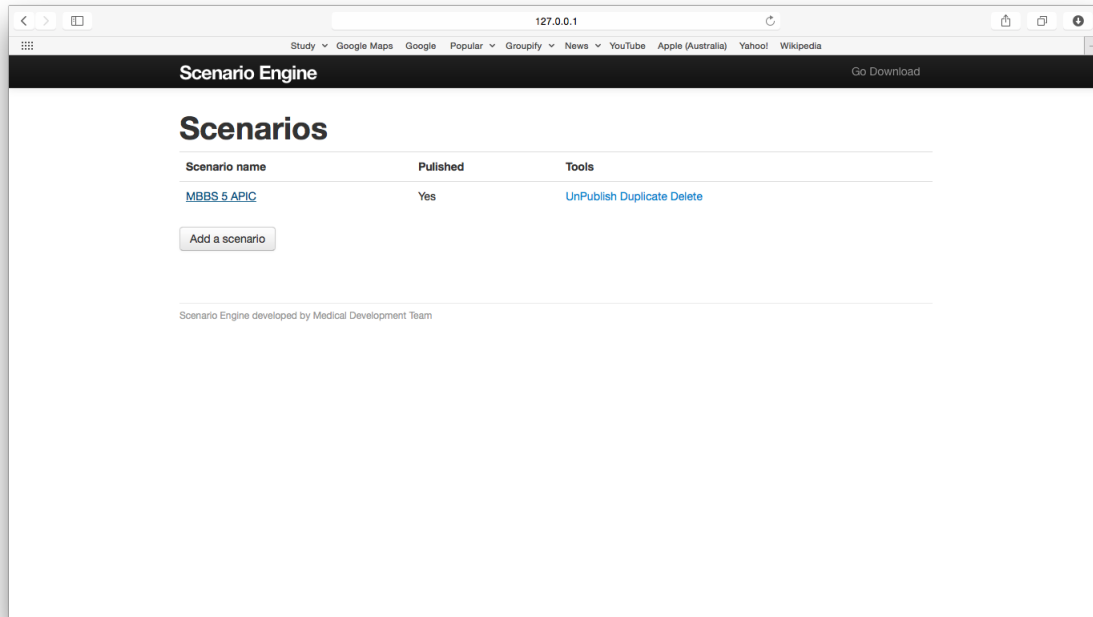 127.0.0.1
Study Google Maps Google Popular Groupify News YouTube Apple (Australia) Yahoo! Wikipedia
Scenario Engine Go Download
Scenarios
Scenario name Pulished Tools
MBBS 5 APIC Yes UnPublish Duplicate Delete
Add a scenario
Scenario Engine developed by Medical Development Team